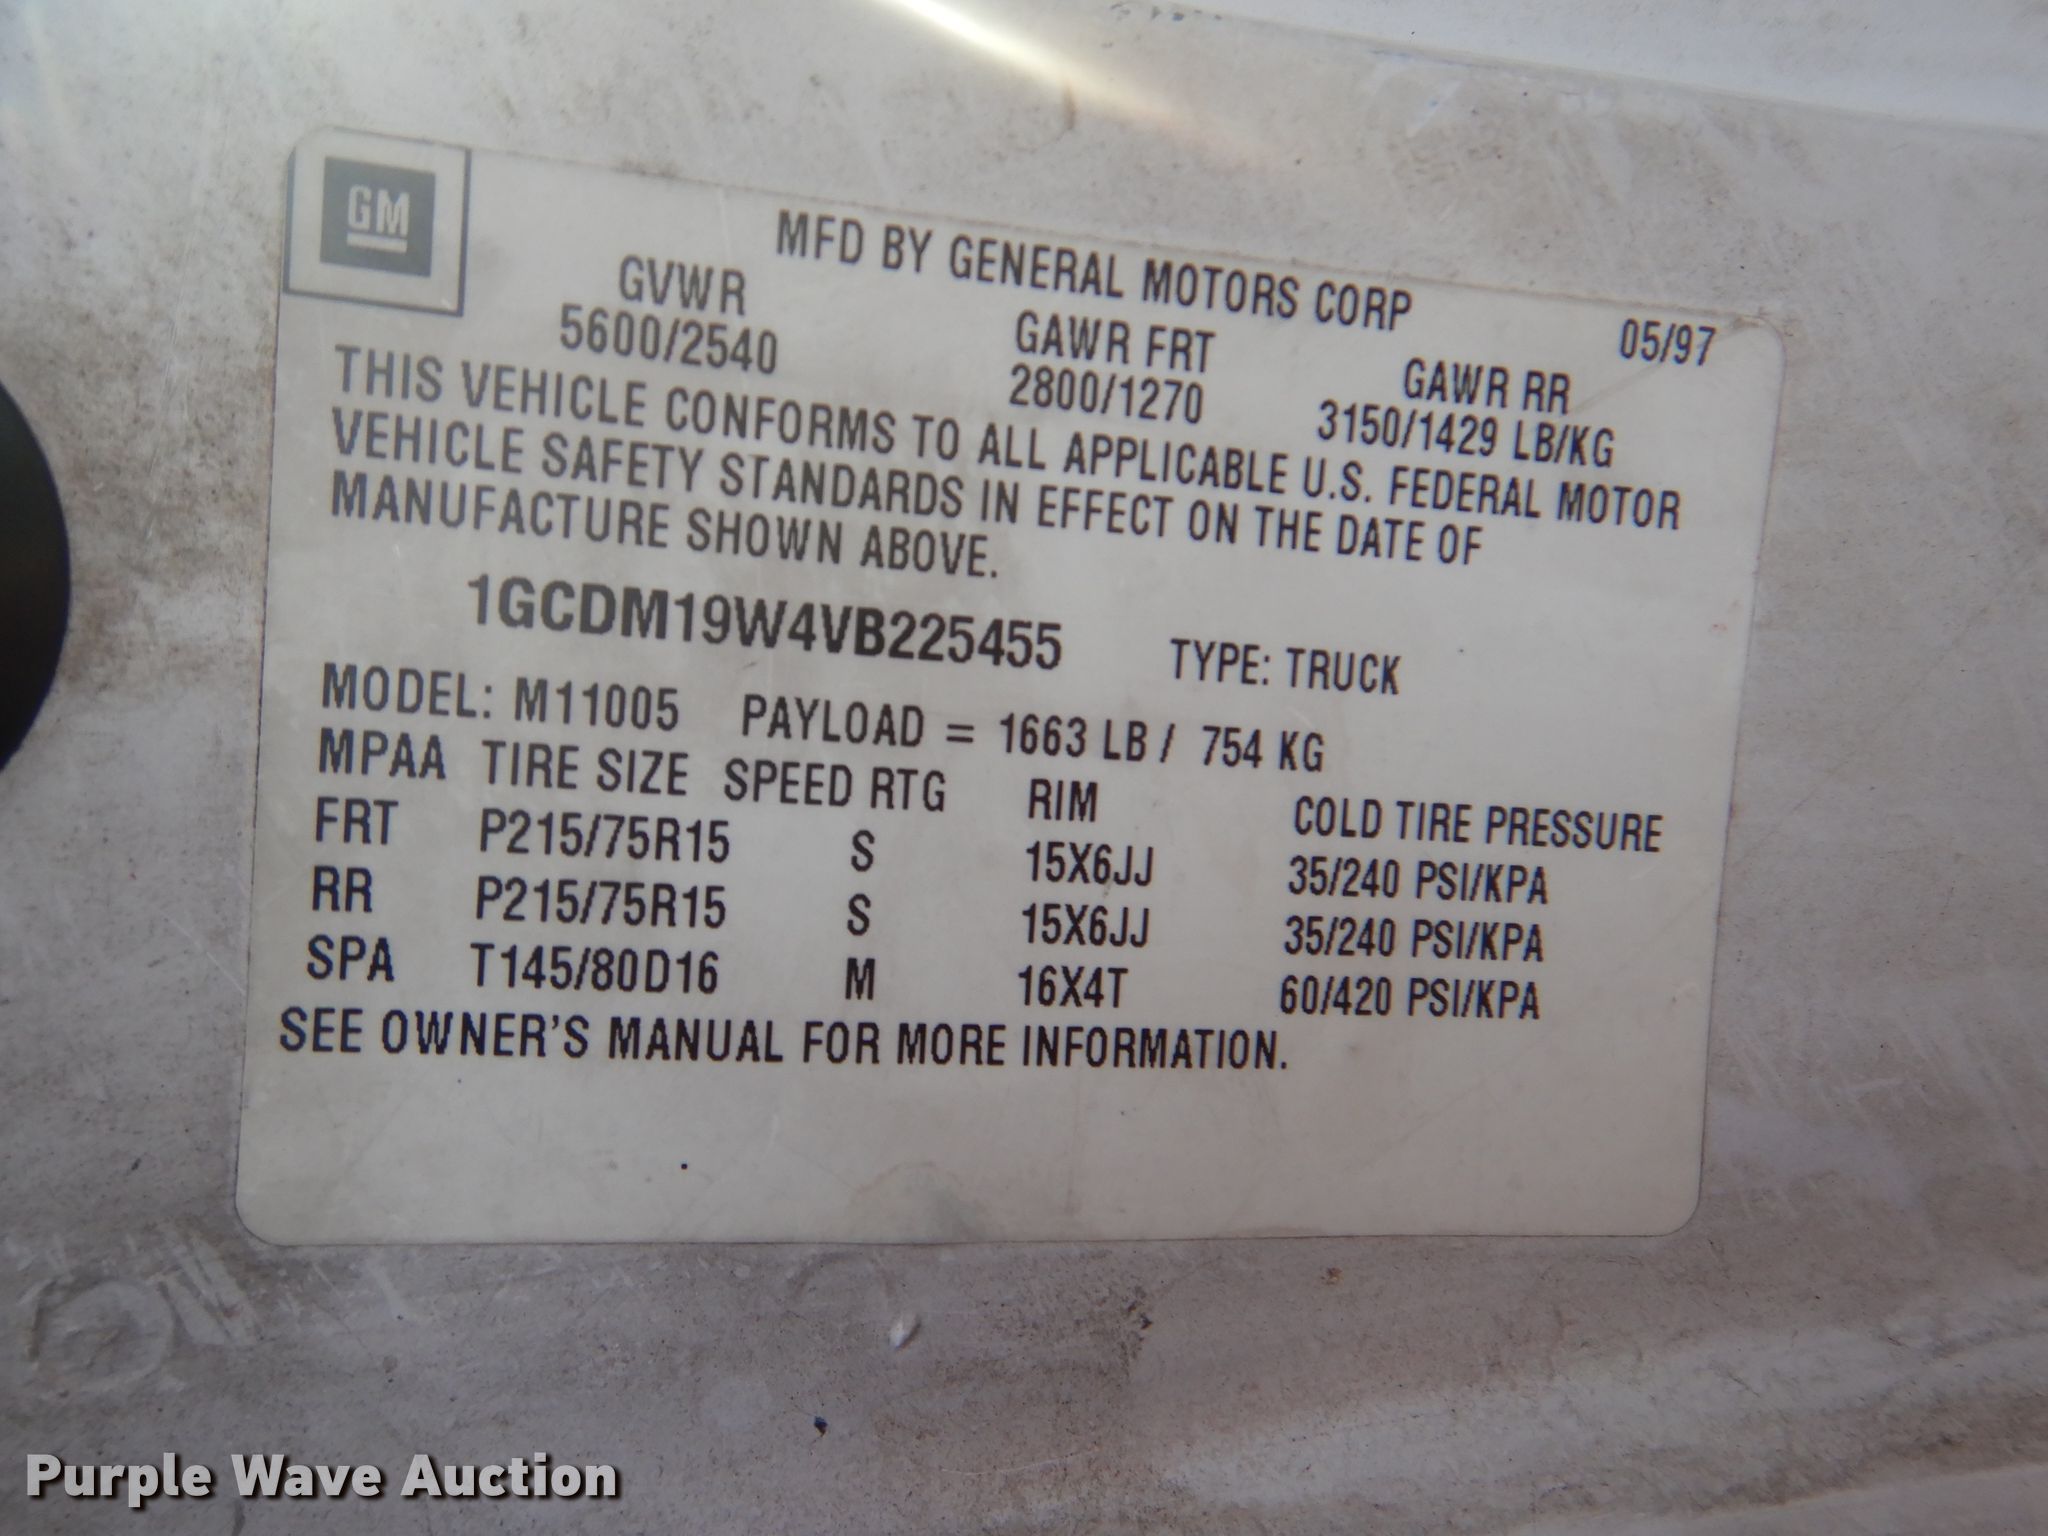 GM
MFD BY GENERAL MOTORS CORP 05/97
GVWR GAWR FRT GAWR RR
5600/2540 2800/1270 3150/1429 LB/KG
THIS VEHICLE CONFORMS TO ALL APPLICABLE U.S. FEDERAL MOTOR
VEHICLE SAFETY STANDARDS IN EFFECT ON THE DATE OF
MANUFACTURE SHOWN ABOVE.
1GCDM19W4VB225455 TYPE: TRUCK
MODEL: M11005 PAYLOAD = 1663 LB / 754 KG
MPAA TIRE SIZE SPEED RTG RIM COLD TIRE PRESSURE
FRT P215/75R15 S 15X6JJ 35/240 PSI/KPA
RR P215/75R15 S 15X6JJ 35/240 PSI/KPA
SPA T145/80D16 M 16X4T 60/420 PSI/KPA
SEE OWNER'S MANUAL FOR MORE INFORMATION.
Purple Wave Auction